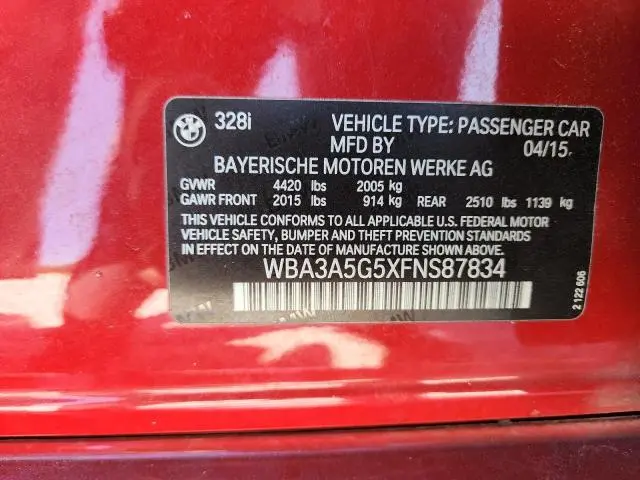 BMW 328i VEHICLE TYPE: PASSENGER CAR
MFD BY 04/15
BAYERISCHE MOTOREN WERKE AG
GVWR 4420 lbs 2005 kg
GAWR FRONT 2015 lbs 914 kg REAR 2510 lbs 1139 kg
THIS VEHICLE CONFORMS TO ALL APPLICABLE U.S. FEDERAL MOTOR
VEHICLE SAFETY, BUMPER AND THEFT PREVENTION STANDARDS
IN EFFECT ON THE DATE OF MANUFACTURE SHOWN ABOVE.
WBA3A5G5XFNS87834
2 122 606